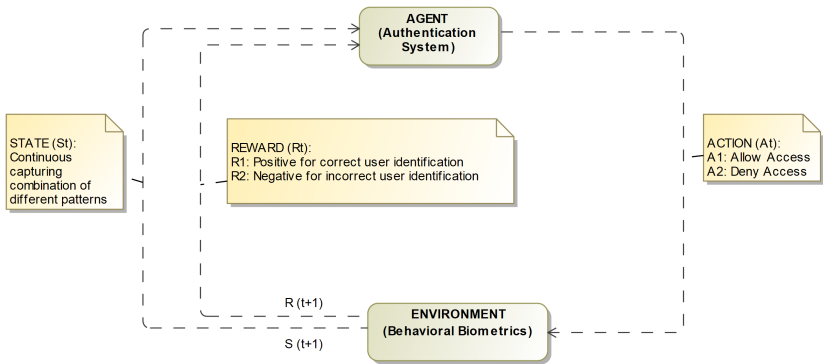 AGENT
(Authentication
System)
STATE (St):
Continuous
capturing
combination of
different patterns
REWARD (Rt):
R1: Positive for correct user identification
R2: Negative for incorrect user identification
ACTION (At):
A1: Allow Access
A2: Deny Access
R (t+1)
S (t+1)
ENVIRONMENT
(Behavioral Biometrics)